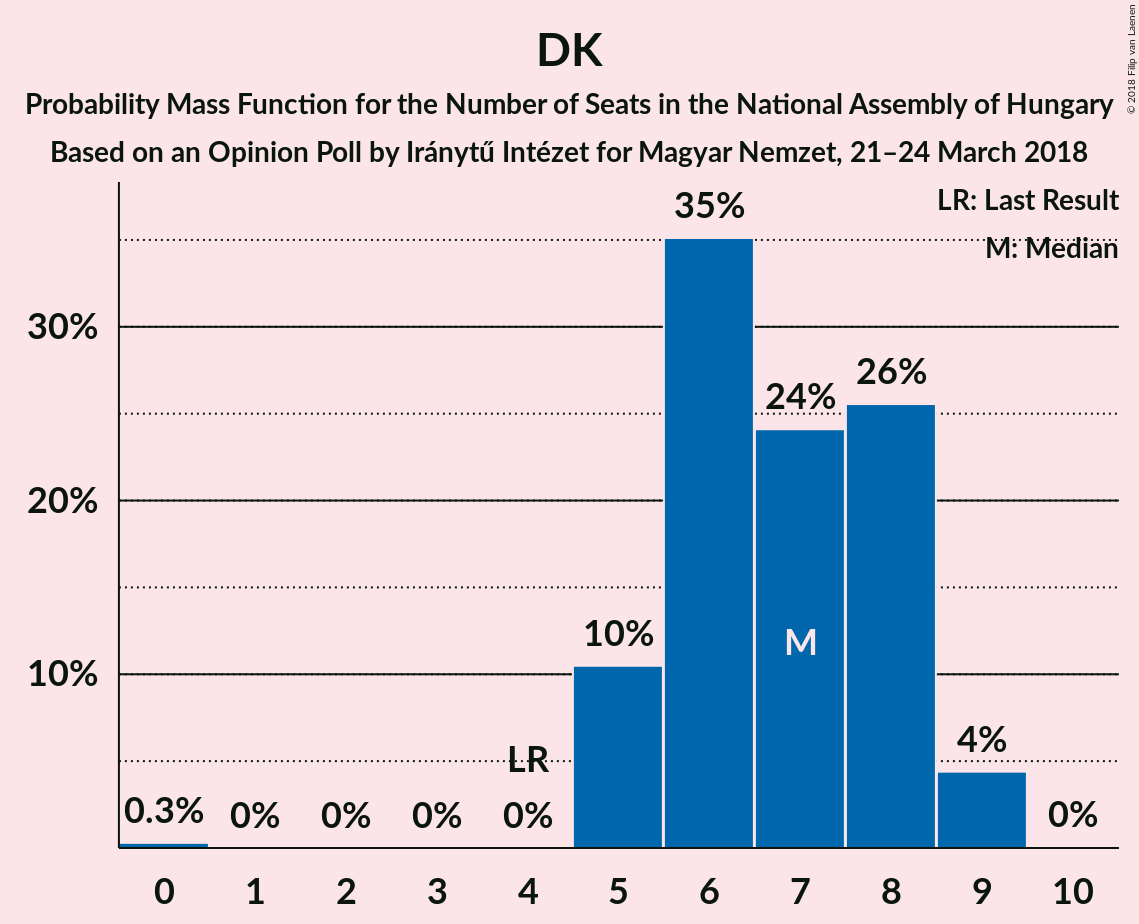 © 2018 Filip van Laenen
DK
Probability Mass Function for the Number of Seats in the National Assembly of Hungary
Based on an Opinion Poll by Iránytű Intézet for Magyar Nemzet, 21–24 March 2018
LR: Last Result
M: Median
35%
30%
26%
24%
20%
10%
M
10%
LR
4%
0.3% 0% 0% 0% 0% 0%
0 1 2 3 4 5 6 7 8 9 10